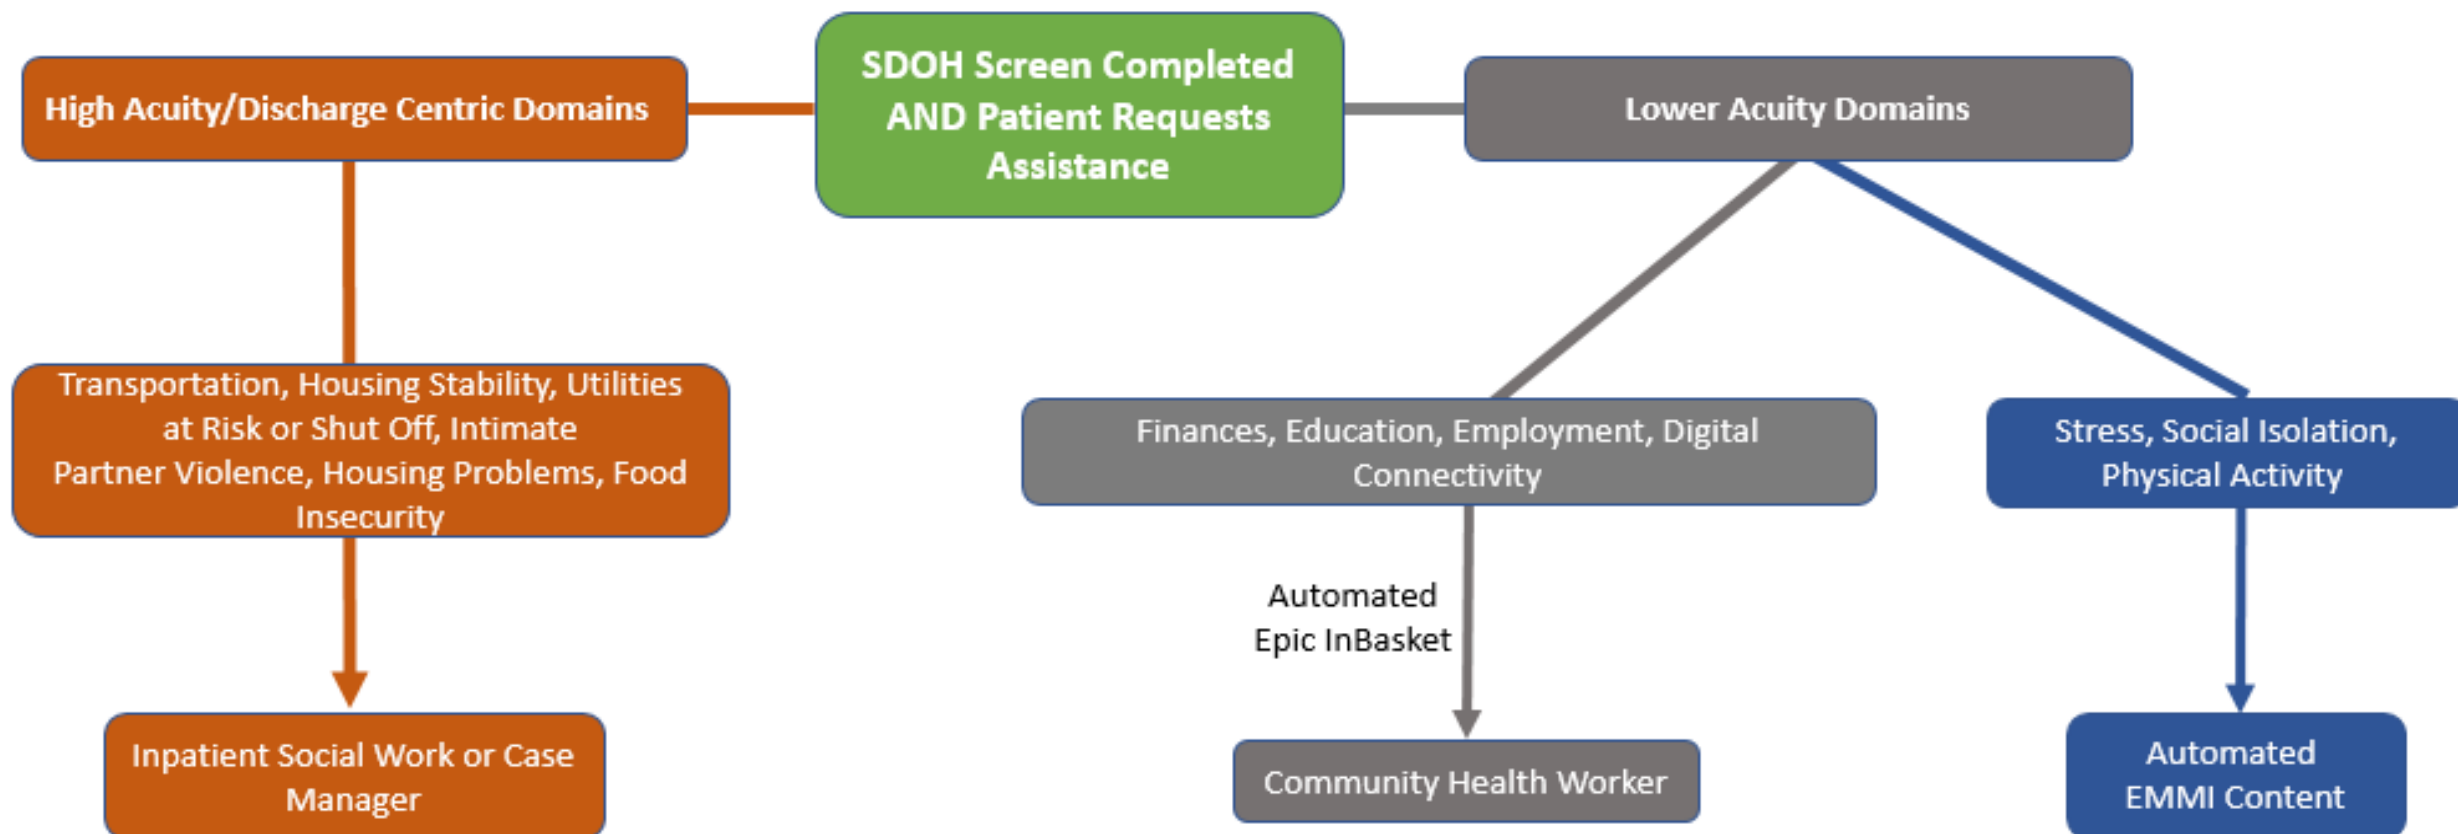 High Acuity/Discharge Centric Domains
SDOH Screen Completed
AND Patient Requests
Assistance
Lower Acuity Domains
Transportation, Housing Stability, Utilities
at Risk or Shut Off, Intimate
Partner Violence, Housing Problems, Food
Insecurity
Finances, Education, Employment, Digital
Connectivity
Stress, Social Isolation,
Physical Activity
Automated
Epic InBasket
Inpatient Social Work or Case
Manager
Community Health Worker
Automated
EMMI Content